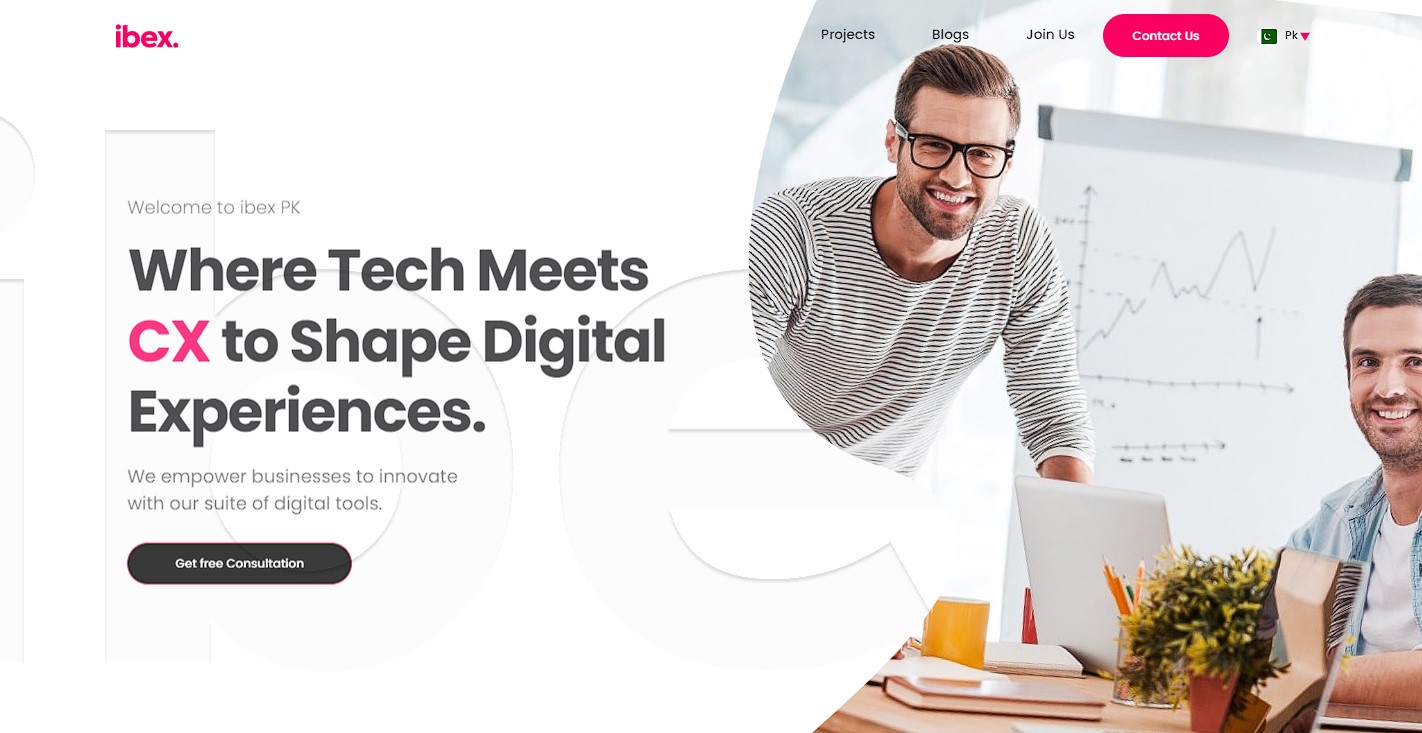 ibex.
Projects Blogs Join Us Contact Us Pk
Welcome to ibex PK
Where Tech Meets
CX to Shape Digital
Experiences.
We empower businesses to innovate
with our suite of digital tools.
Get free Consultation